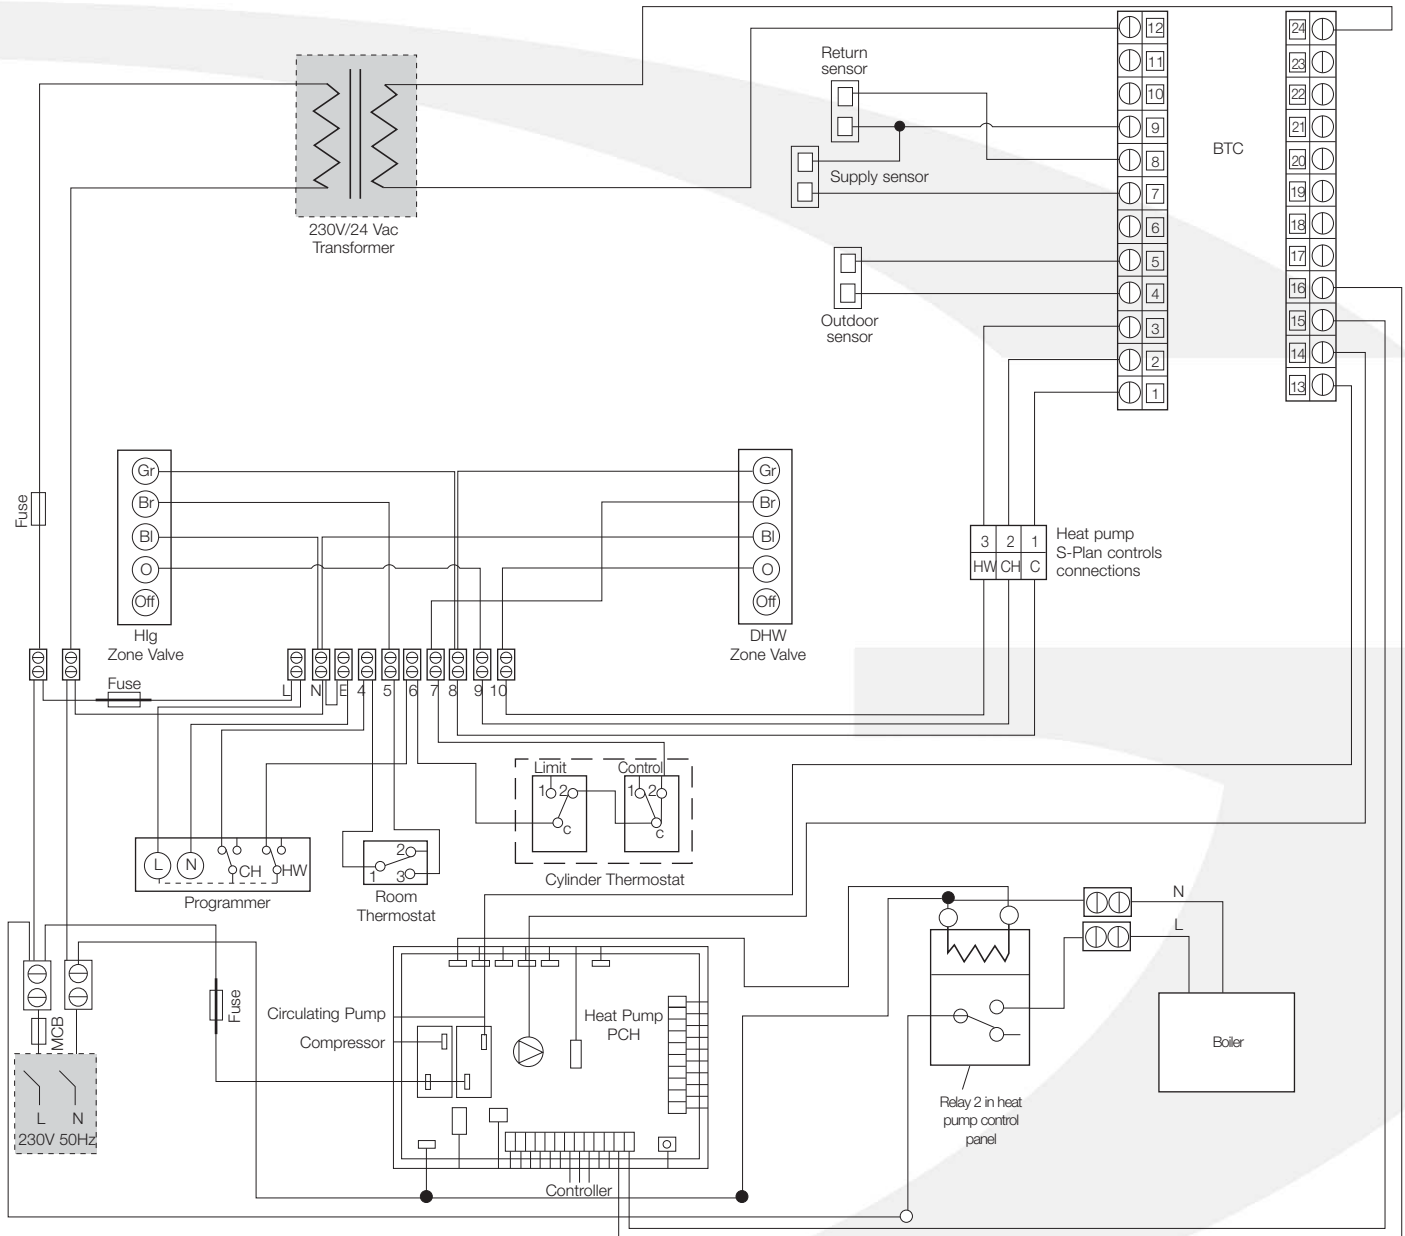 12
11
10
9
8
7
6
5
4
3
2
1
BTC
24
23
22
21
20
19
18
17
16
15
14
13
Return
sensor
Supply sensor
230V/24 Vac
Transformer
Outdoor
sensor
Fuse
Gr
Br
Bl
O
Off
Hlg
Zone Valve
Gr
Br
Bl
O
Off
DHW
Zone Valve
3 2 1
HW CH C
Heat pump
S-Plan controls
connections
Fuse
L N E 4 5 6 7 8 9 10
Limit Control
1 2 1 2
C C
Cylinder Thermostat
L N CH HW
Programmer
2
1 3
Room
Thermostat
N
L
Fuse
MCB
Circulating Pump
Compressor
Heat Pump
PCH
Boiler
L N
230V 50Hz
Relay 2 in heat
pump control
panel
Controller